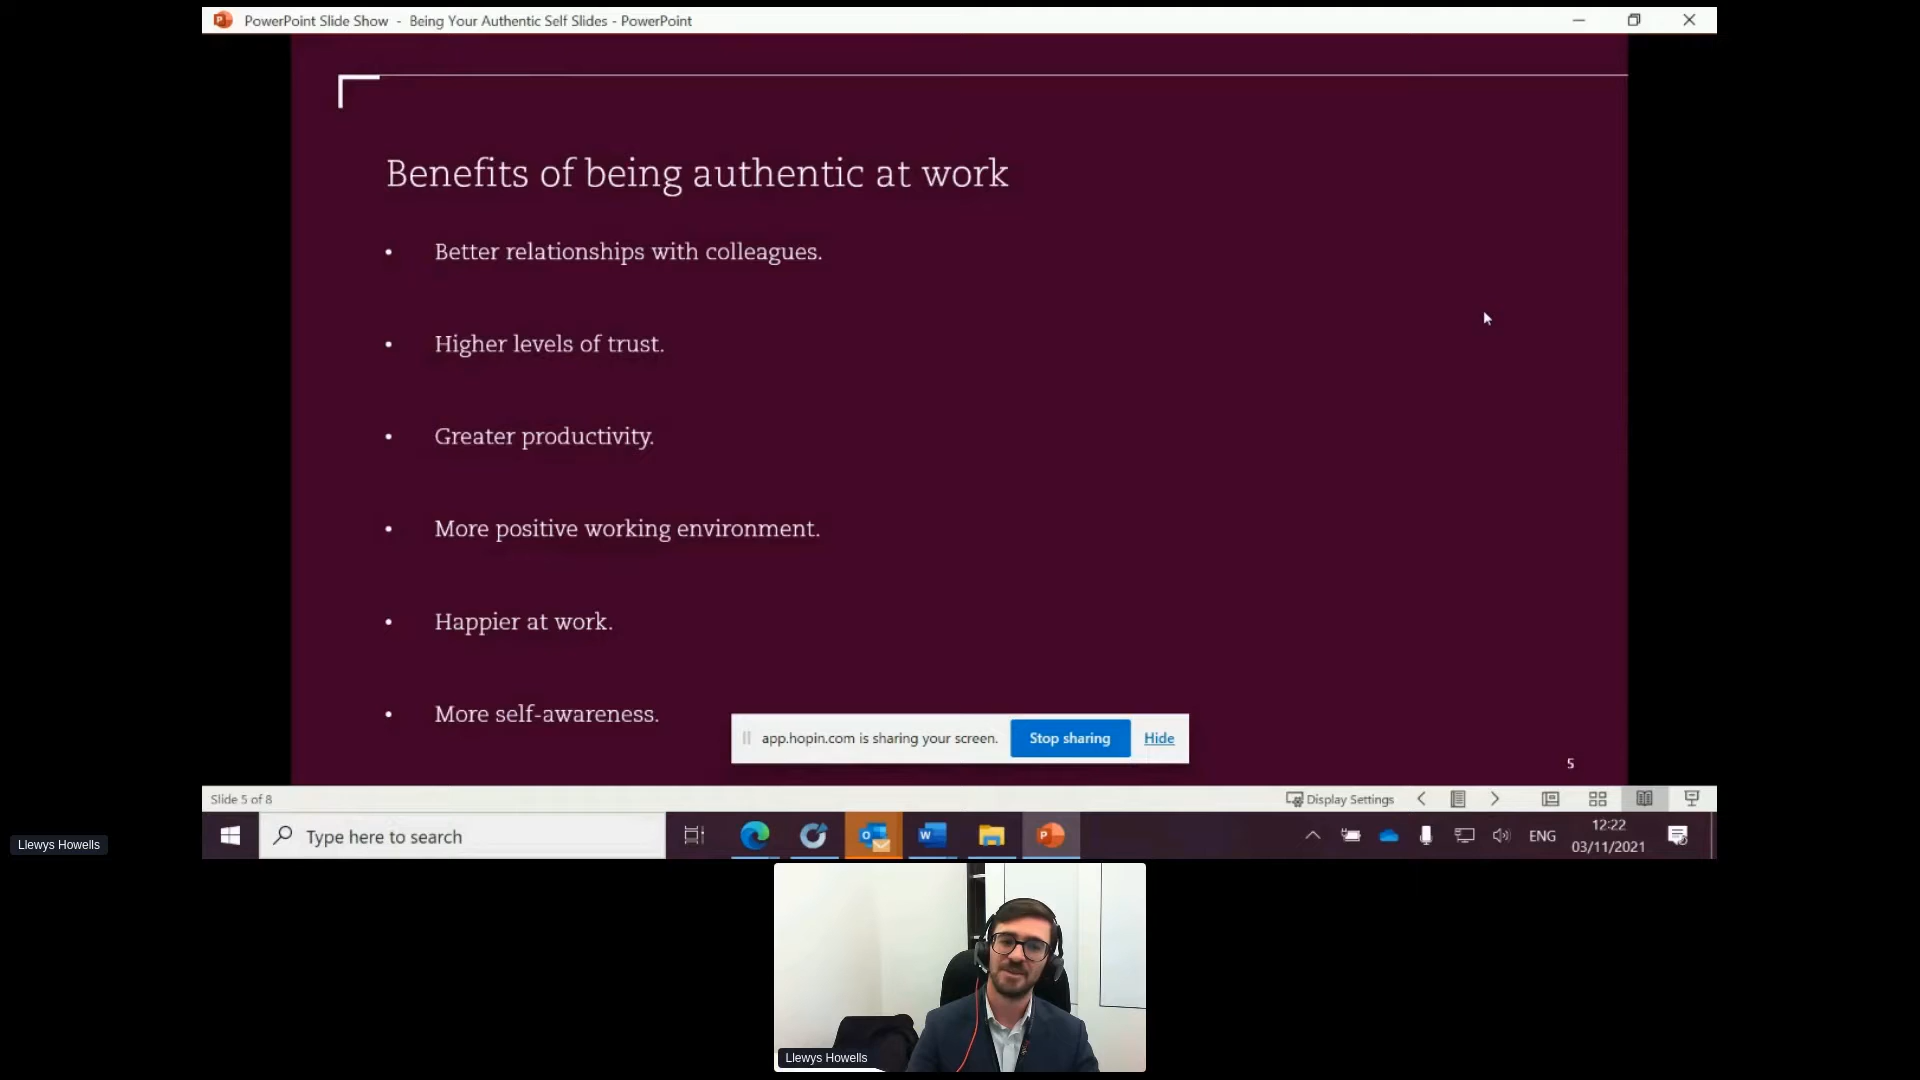 PowerPoint Slide Show - Being Your Authentic Self Slides - PowerPoint
Benefits of being authentic at work
• Better relationships with colleagues.
• Higher levels of trust.
• Greater productivity.
• More positive working environment.
• Happier at work.
• More self-awareness.
app.hopin.com is sharing your screen. Stop sharing Hide
5
Slide 5 of 8
Display Settings
Type here to search
ENG
12:22
03/11/2021
Llewys Howells
Llewys Howells